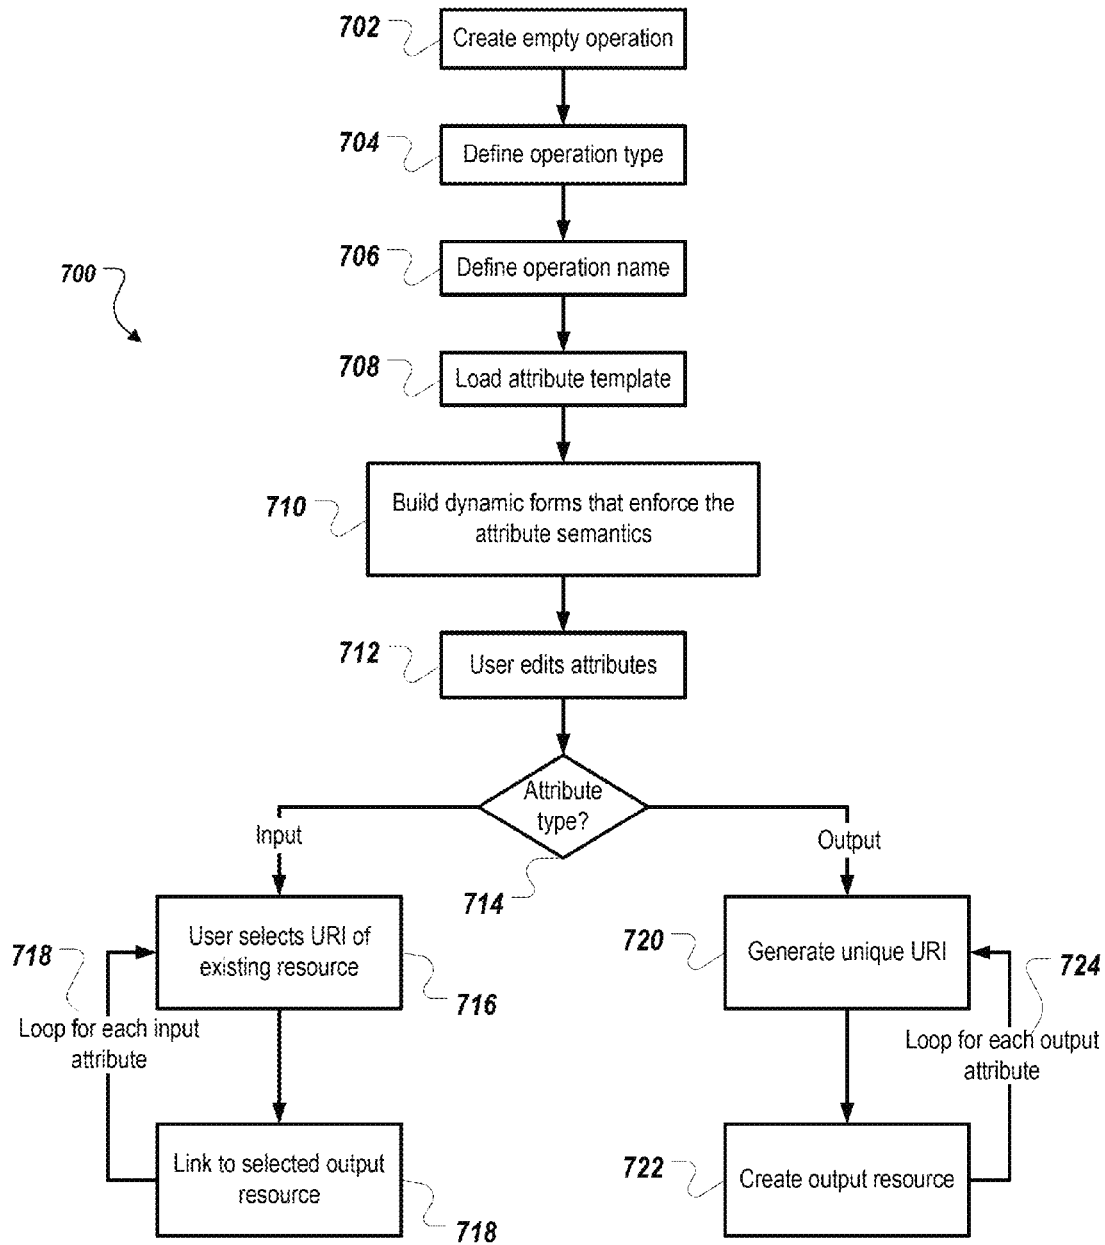 702
Create empty operation
704
Define operation type
706
Define operation name
700
708
Load attribute template
710
Build dynamic forms that enforce the
attribute semantics
712
User edits attributes
Attribute
type?
714
Input
Output
718
User selects URI of
existing resource
716
Loop for each input
attribute
Link to selected output
resource
718
720
Generate unique URI
724
Loop for each output
attribute
722
Create output resource